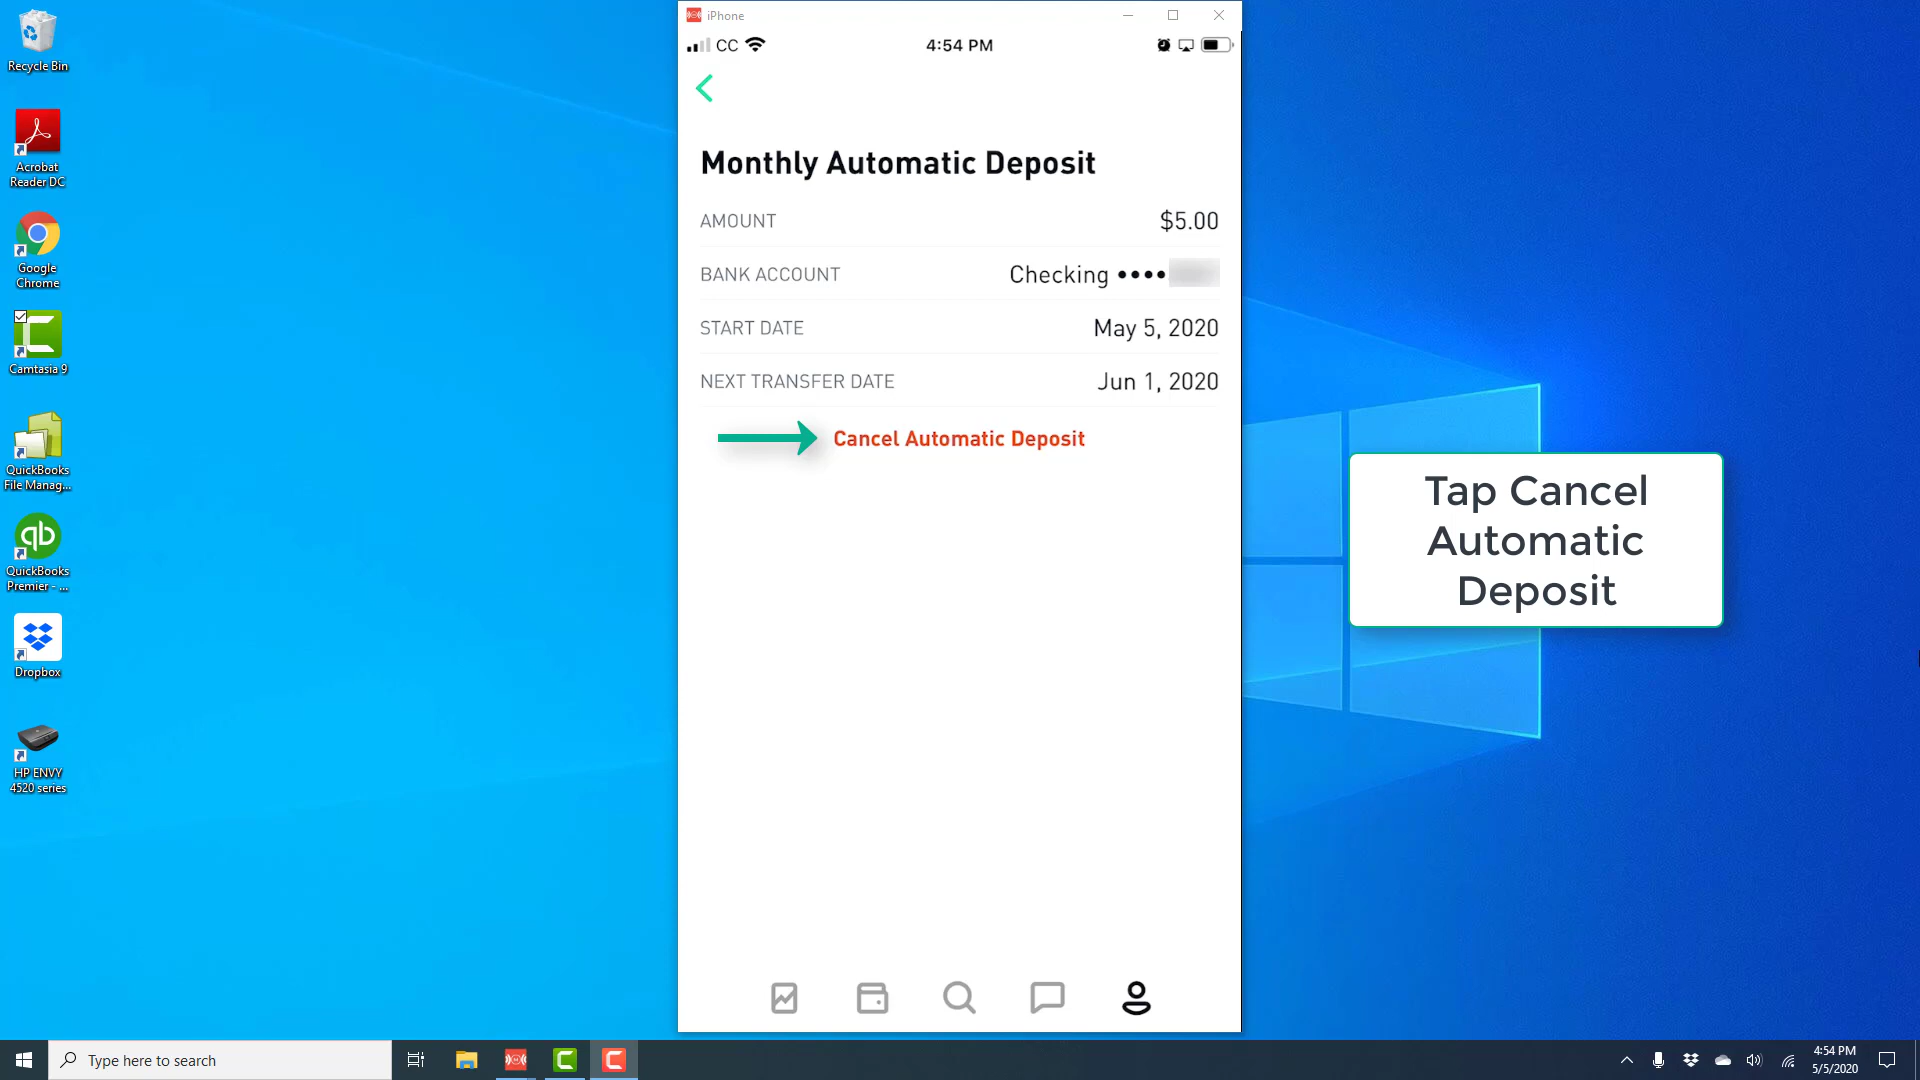 Recycle Bin
Acrobat
Reader DC
Google
Chrome
Camtasia 9
QuickBooks
File Manag...
QuickBooks
Premier - ...
Dropbox
HP ENVY
4520 series
iPhone
CC
4:54 PM
Monthly Automatic Deposit
AMOUNT $5.00
BANK ACCOUNT Checking ••••
START DATE May 5, 2020
NEXT TRANSFER DATE Jun 1, 2020
Cancel Automatic Deposit
Tap Cancel
Automatic
Deposit
Type here to search
4:54 PM
5/5/2020